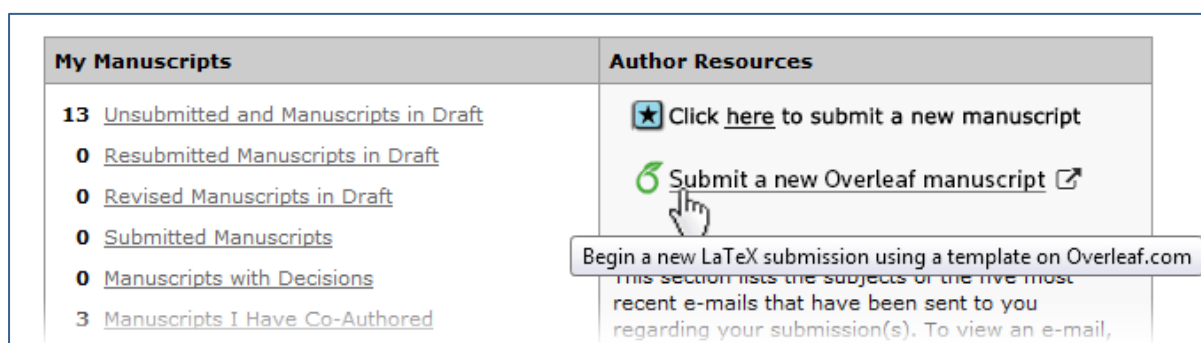 My Manuscripts
13 Unsubmitted and Manuscripts in Draft
0 Resubmitted Manuscripts in Draft
0 Revised Manuscripts in Draft
0 Submitted Manuscripts
0 Manuscripts with Decisions
3 Manuscripts I Have Co-Authored
Author Resources
Click here to submit a new manuscript
Submit a new Overleaf manuscript
Begin a new LaTeX submission using a template on Overleaf.com
This section lists the subjects of the five most
recent e-mails that have been sent to you
regarding your submission(s). To view an e-mail,